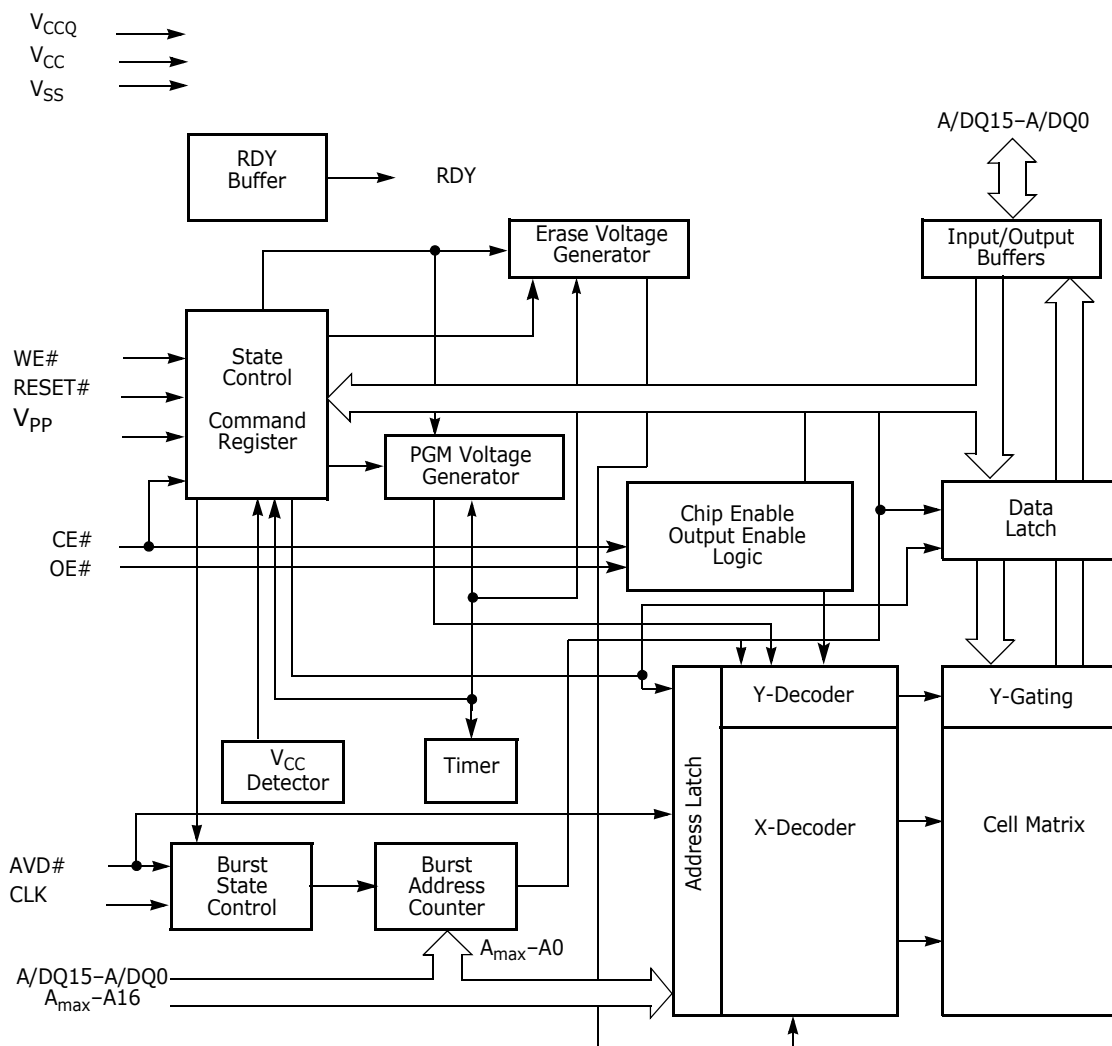 VCCQ
VCC
VSS
A/DQ15–A/DQ0
RDY
Buffer
RDY
Erase Voltage
Generator
Input/Output
Buffers
WE#
RESET#
VPP
State
Control
Command
Register
PGM Voltage
Generator
Chip Enable
Output Enable
Logic
Data
Latch
CE#
OE#
Y-Decoder
Y-Gating
VCC
Detector
Timer
Address Latch
X-Decoder
Cell Matrix
AVD#
CLK
Burst
State
Control
Burst
Address
Counter
Amax–A0
A/DQ15–A/DQ0
Amax–A16